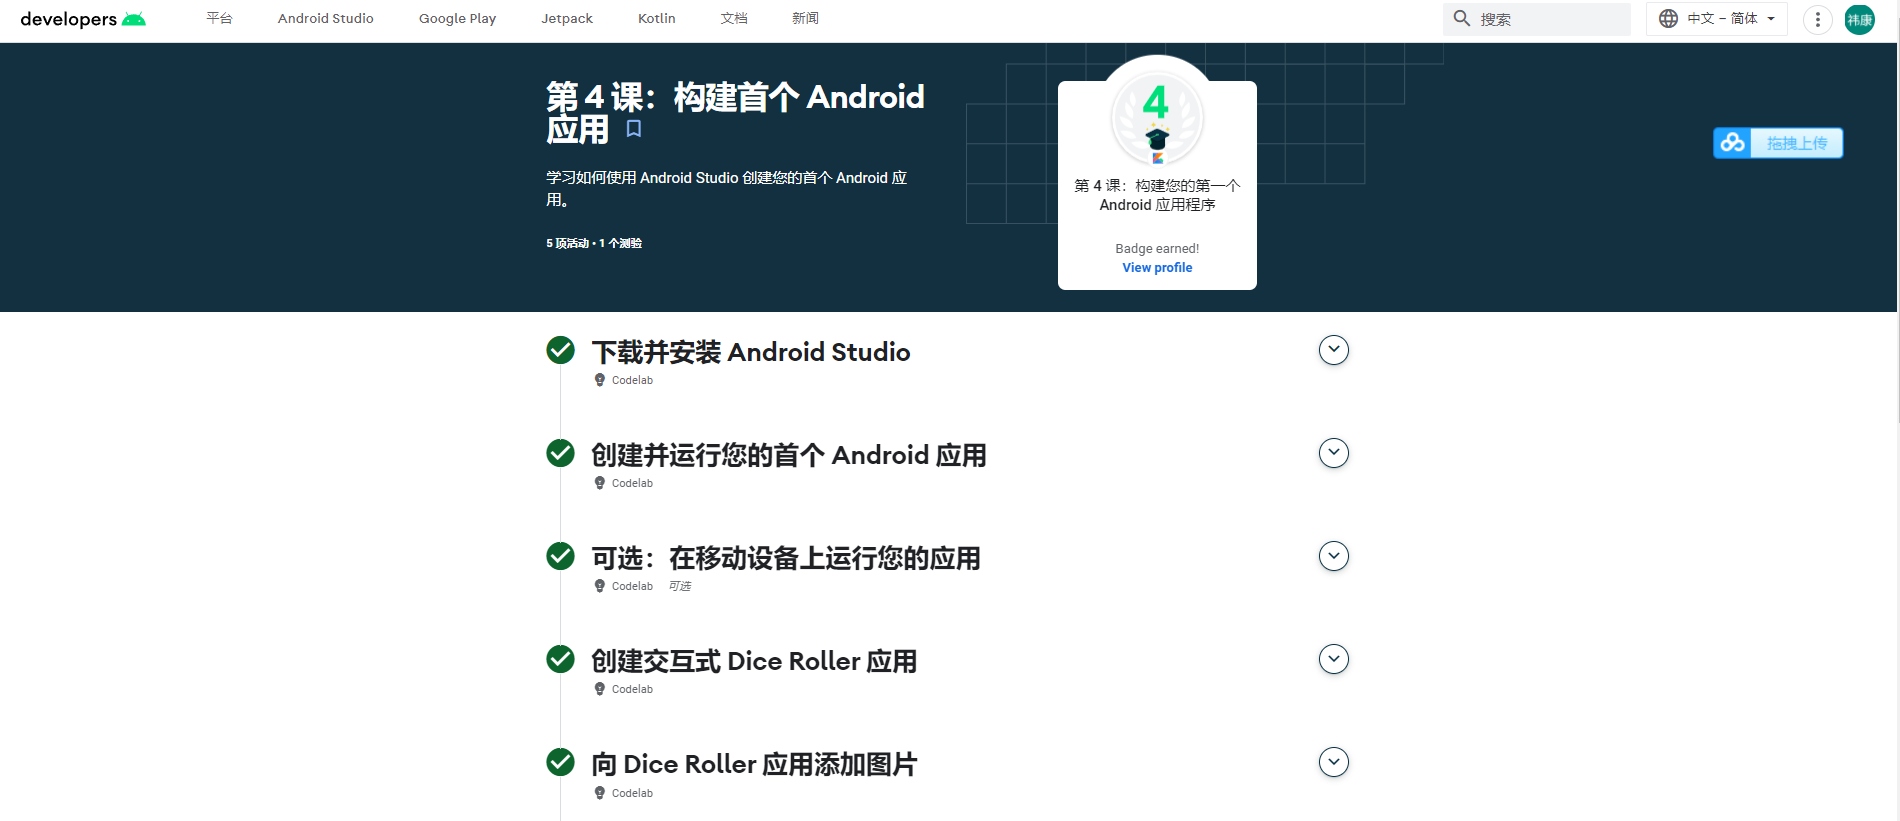 developers 平台 Android Studio Google Play Jetpack Kotlin 文档 新闻 搜索 中文 – 简体 祎康
第 4 课：构建首个 Android
应用
学习如何使用 Android Studio 创建您的首个 Android 应
用。
5 项活动 • 1 个测验
4
第 4 课：构建您的第一个
Android 应用程序
Badge earned!
View profile
拖拽上传
下载并安装 Android Studio
Codelab
创建并运行您的首个 Android 应用
Codelab
可选：在移动设备上运行您的应用
Codelab 可选
创建交互式 Dice Roller 应用
Codelab
向 Dice Roller 应用添加图片
Codelab